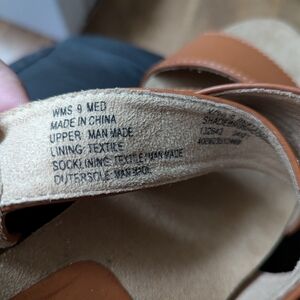 WMS 9 MED
MADE IN CHINA
UPPER: MAN MADE
LINING: TEXTILE
SOCKLINING: TEXTILE/MAN MADE
OUTERSOLE: MAN MADE